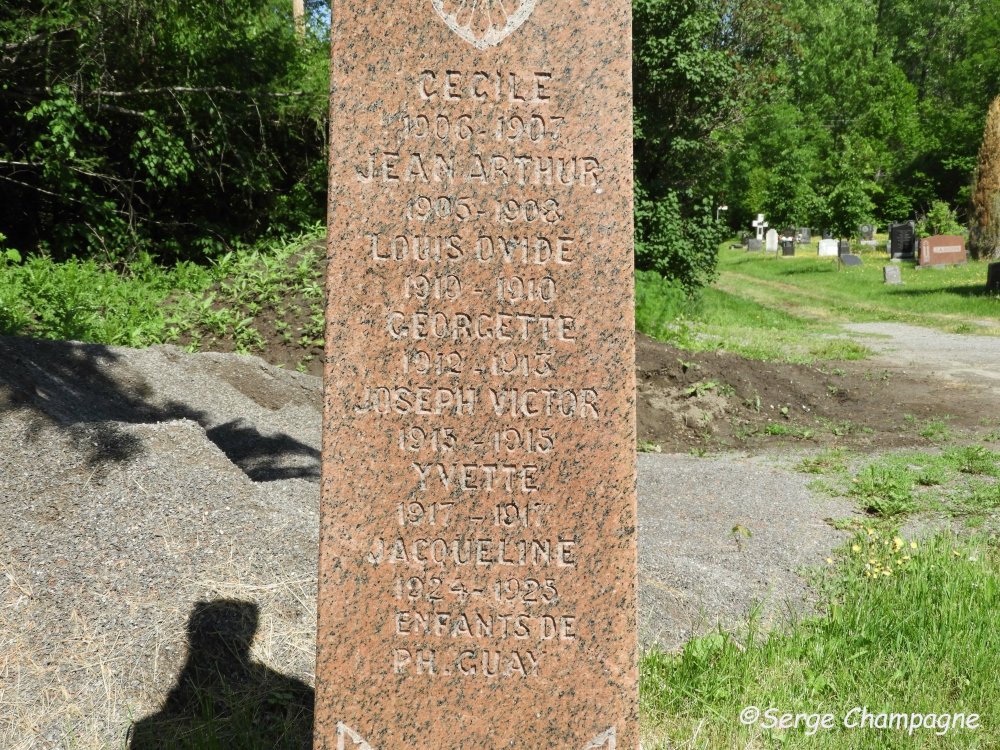 CECILE
1906-1907
JEAN ARTHUR
1905-1908
LOUIS OVIDE
1910-1910
GEORGETTE
1912-1913
JOSEPH VICTOR
1915-1915
YVETTE
1917-1917
JACQUELINE
1924-1925
ENFANTS DE
PH. GUAY
©Serge Champagne